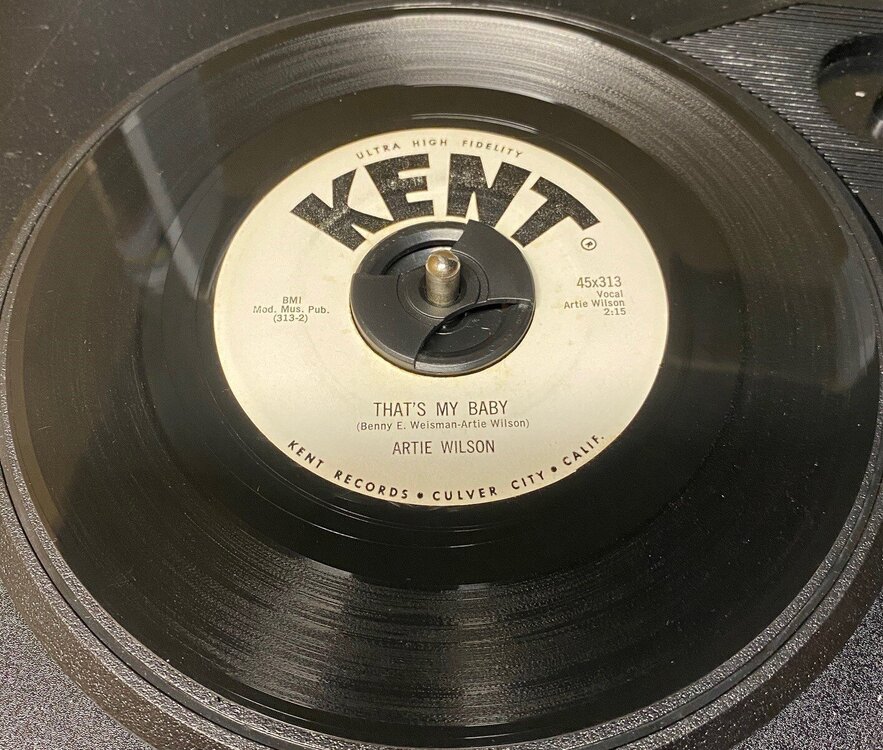 ULTRA HIGH FIDELITY
KENT
®
BMI
Mod. Mus. Pub.
(313-2)
45x313
Vocal
Artie Wilson
2:15
THAT'S MY BABY
(Benny E. Weisman-Artie Wilson)
ARTIE WILSON
KENT RECORDS • CULVER CITY • CALIF.